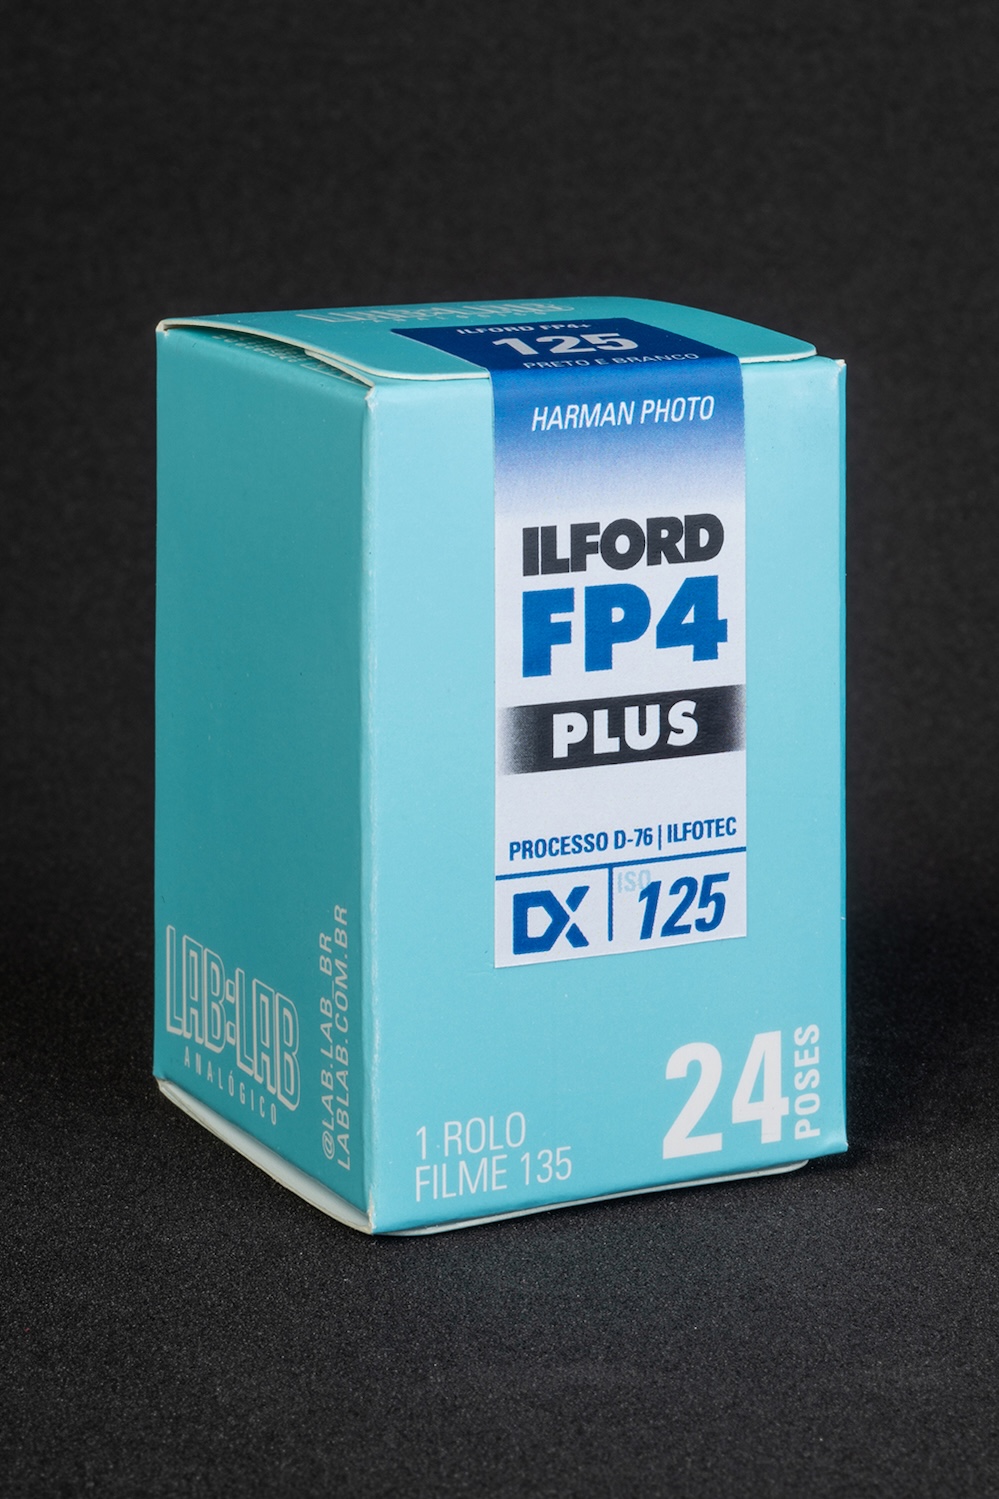 ILFORD FP4+
125
PRETO E BRANCO
HARMAN PHOTO
ILFORD
FP4
PLUS
PROCESSO D-76 | ILFOTEC
DX ISO 125
24 POSES
1 ROLO
FILME 135
LAB:LAB
ANALÓGICO
@LAB.LAB_BR
LABLAB.COM.BR